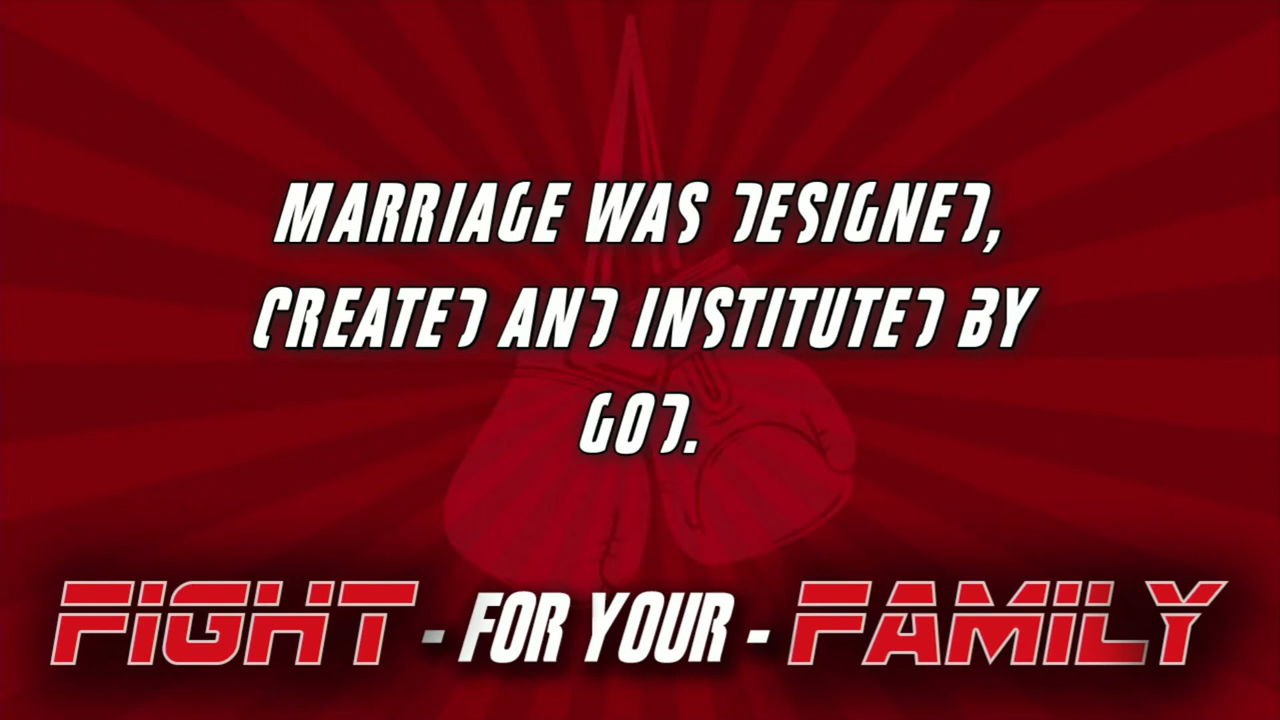 MARRIAGE WAS DESIGNED,
CREATED AND INSTITUTED BY
GOD.
FIGHT - FOR YOUR - FAMILY